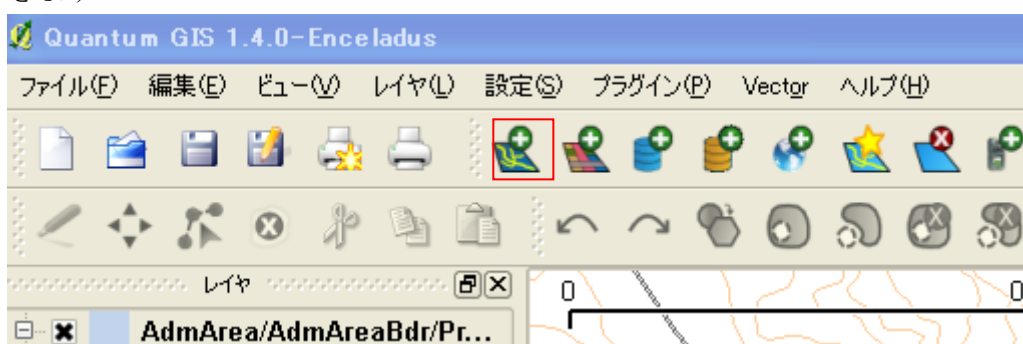 Quantum GIS 1.4.0-Enceladus
ファイル(F) 編集(E) ビュー(V) レイヤ(L) 設定(S) プラグイン(P) Vector ヘルプ(H)
レイヤ
0 0
AdmArea/AdmAreaBdr/Pr...